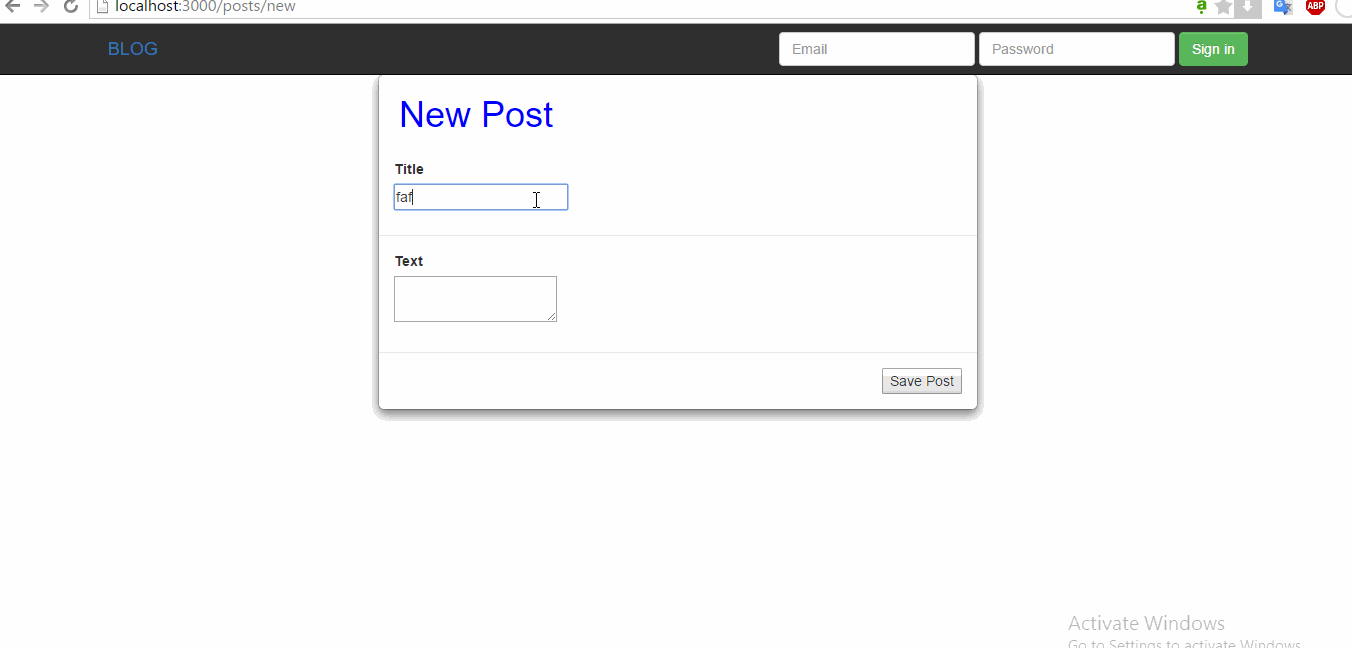 localhost:3000/posts/new
ABP
BLOG
Email
Password
Sign in
New Post
Title
faf
Text
Save Post
Activate Windows
Go to Settings to activate Windows